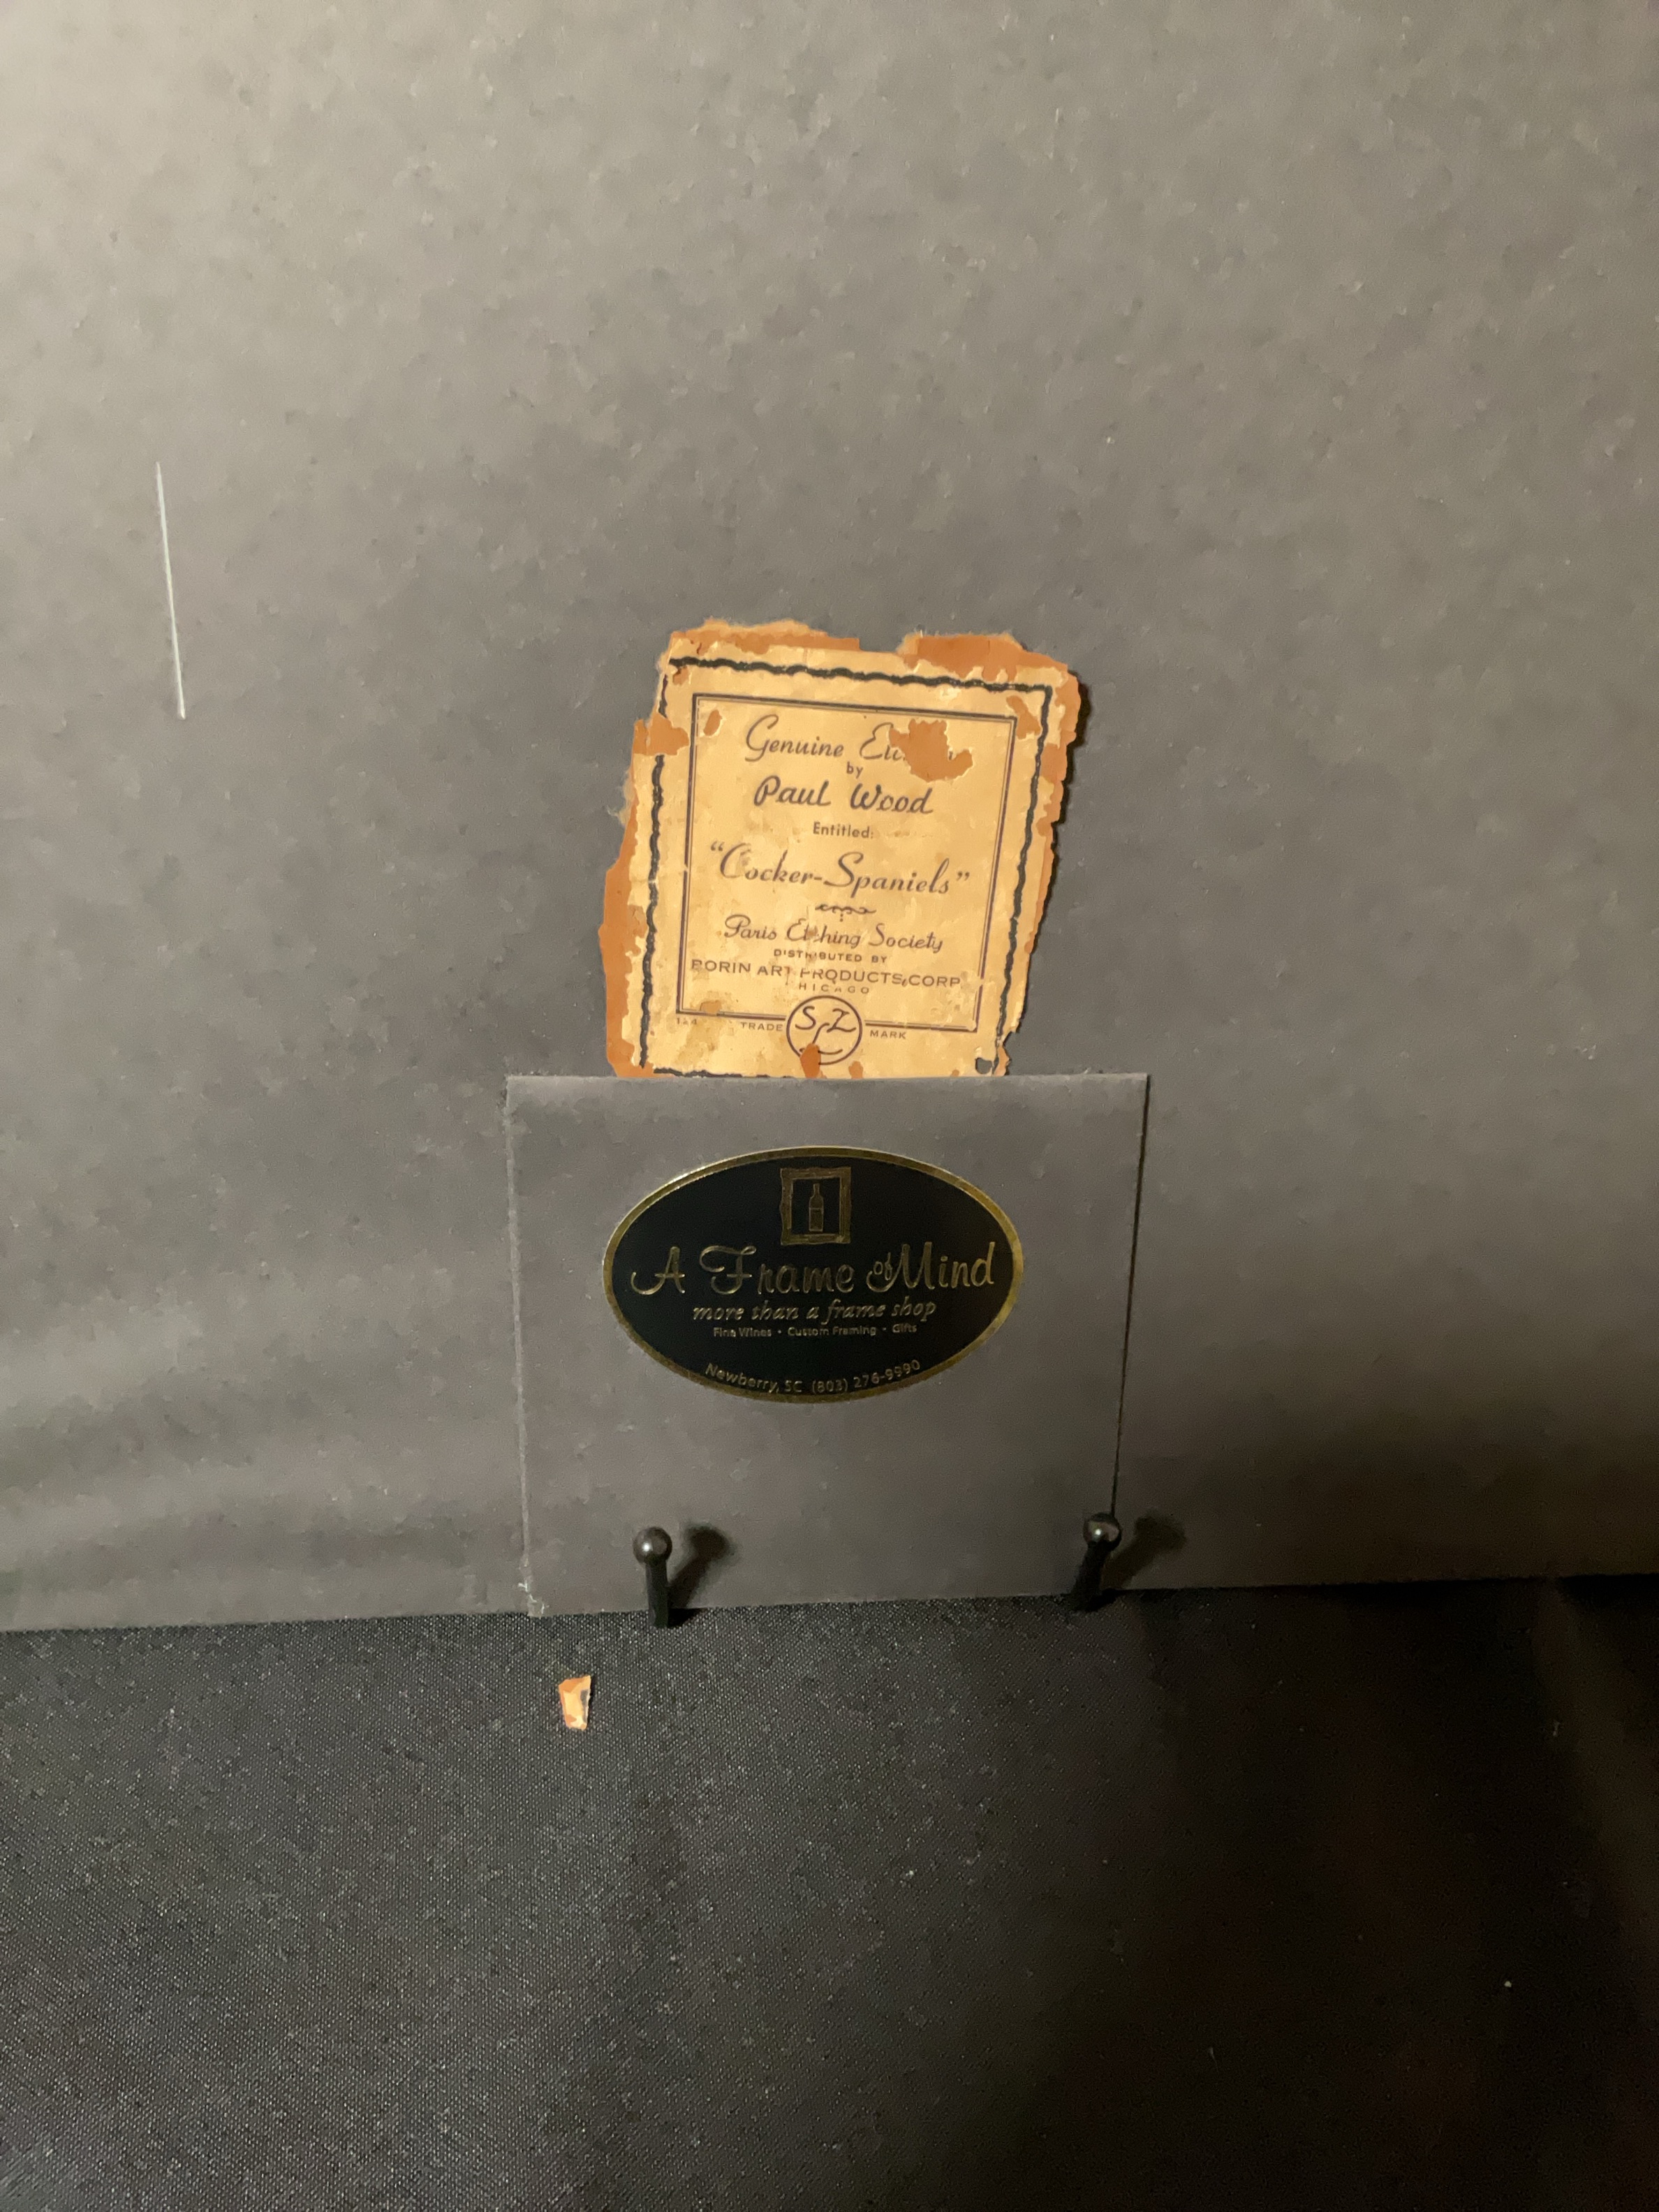 Genuine
by
Paul Wood
Entitled:
"Cocker-Spaniels"
Paris Etching Society
DISTRIBUTED BY
PORIN ART PRODUCTS, CORP.
HICAGO
TRADE MARK
A Frame of Mind
more than a frame shop
Fine Wines • Custom Framing • Gifts
Newberry, SC (803) 276-9990